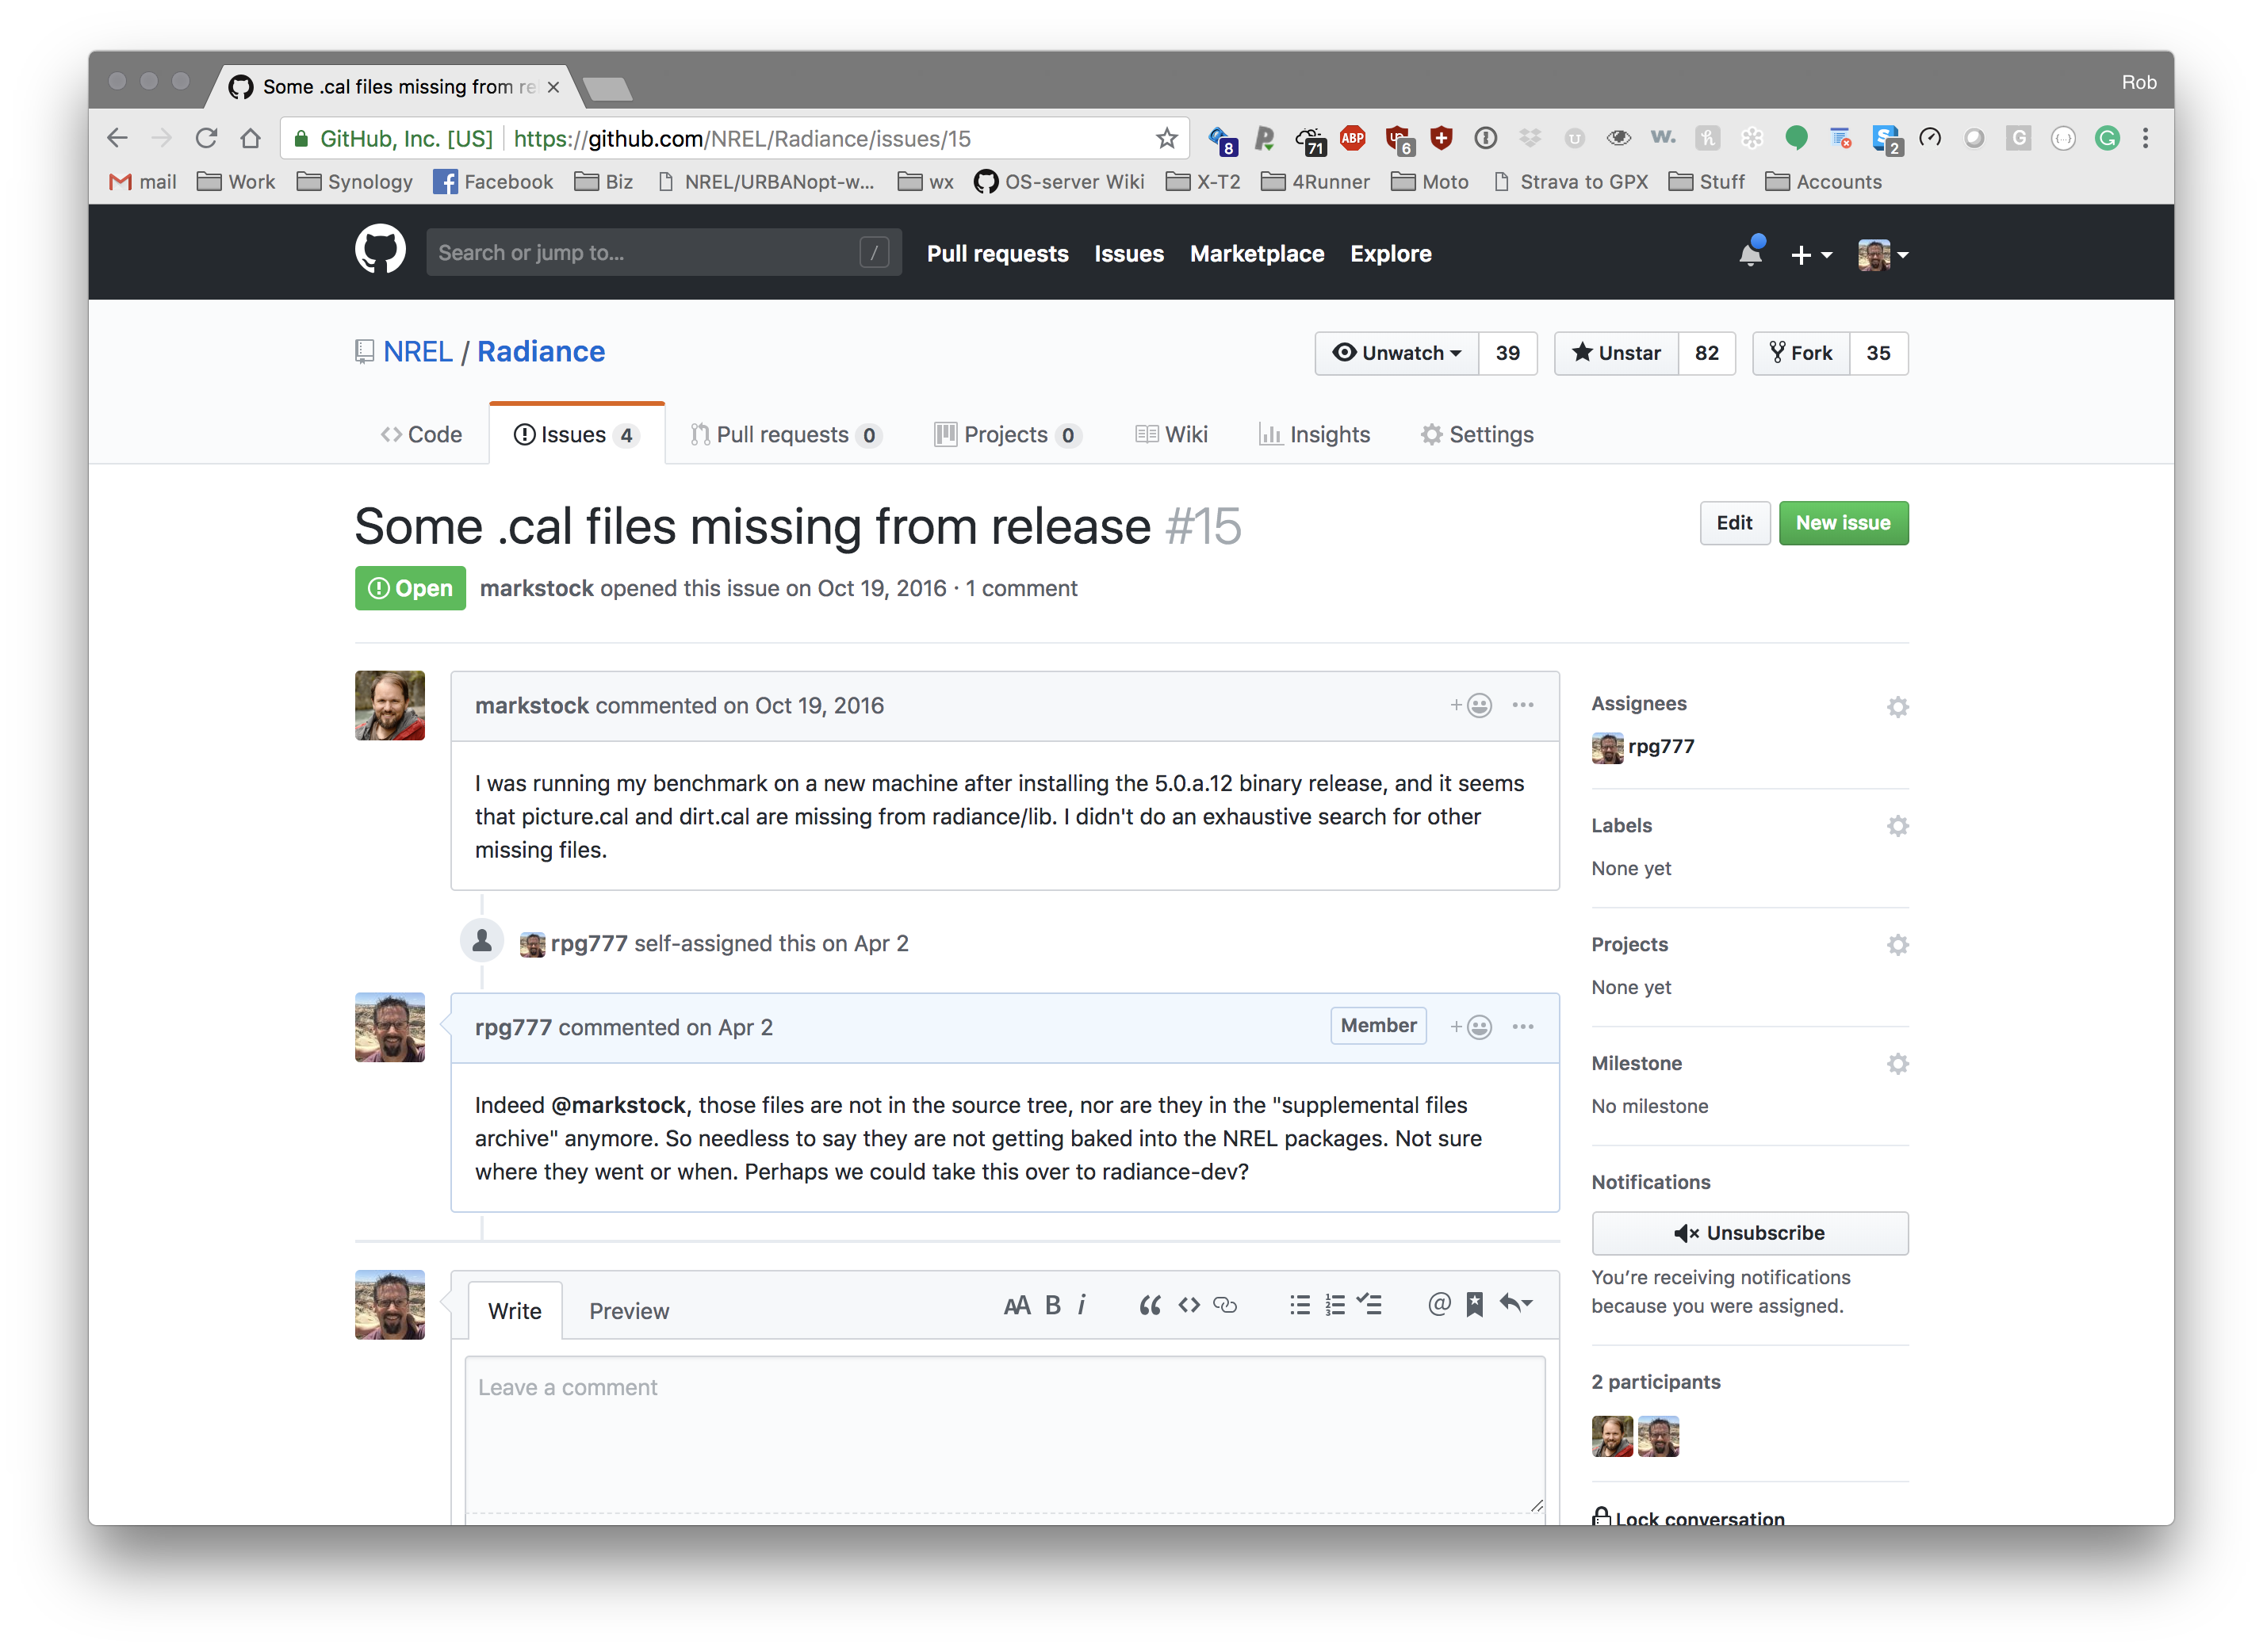 Some .cal files missing from re
Rob
GitHub, Inc. [US] https://github.com/NREL/Radiance/issues/15
8 71 ABP 6 2
mail Work Synology Facebook Biz NREL/URBANopt-w... wx OS-server Wiki X-T2 4Runner Moto Strava to GPX Stuff Accounts
Search or jump to... / Pull requests Issues Marketplace Explore
NREL / Radiance
Unwatch 39 Unstar 82 Fork 35
Code Issues 4 Pull requests 0 Projects 0 Wiki Insights Settings
Some .cal files missing from release #15
Edit New issue
Open markstock opened this issue on Oct 19, 2016 · 1 comment
markstock commented on Oct 19, 2016
I was running my benchmark on a new machine after installing the 5.0.a.12 binary release, and it seems
that picture.cal and dirt.cal are missing from radiance/lib. I didn't do an exhaustive search for other
missing files.
rpg777 self-assigned this on Apr 2
rpg777 commented on Apr 2 Member
Indeed @markstock, those files are not in the source tree, nor are they in the "supplemental files
archive" anymore. So needless to say they are not getting baked into the NREL packages. Not sure
where they went or when. Perhaps we could take this over to radiance-dev?
Write Preview
Leave a comment
Assignees
rpg777
Labels
None yet
Projects
None yet
Milestone
No milestone
Notifications
Unsubscribe
You’re receiving notifications
because you were assigned.
2 participants
Lock conversation